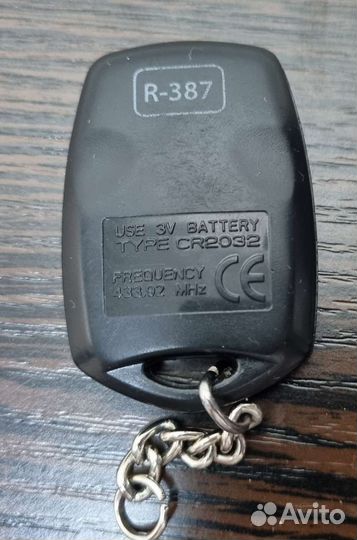 R-387
USE 3V BATTERY
TYPE CR2032
FREQUENCY
433.92 MHz
CE
Avito